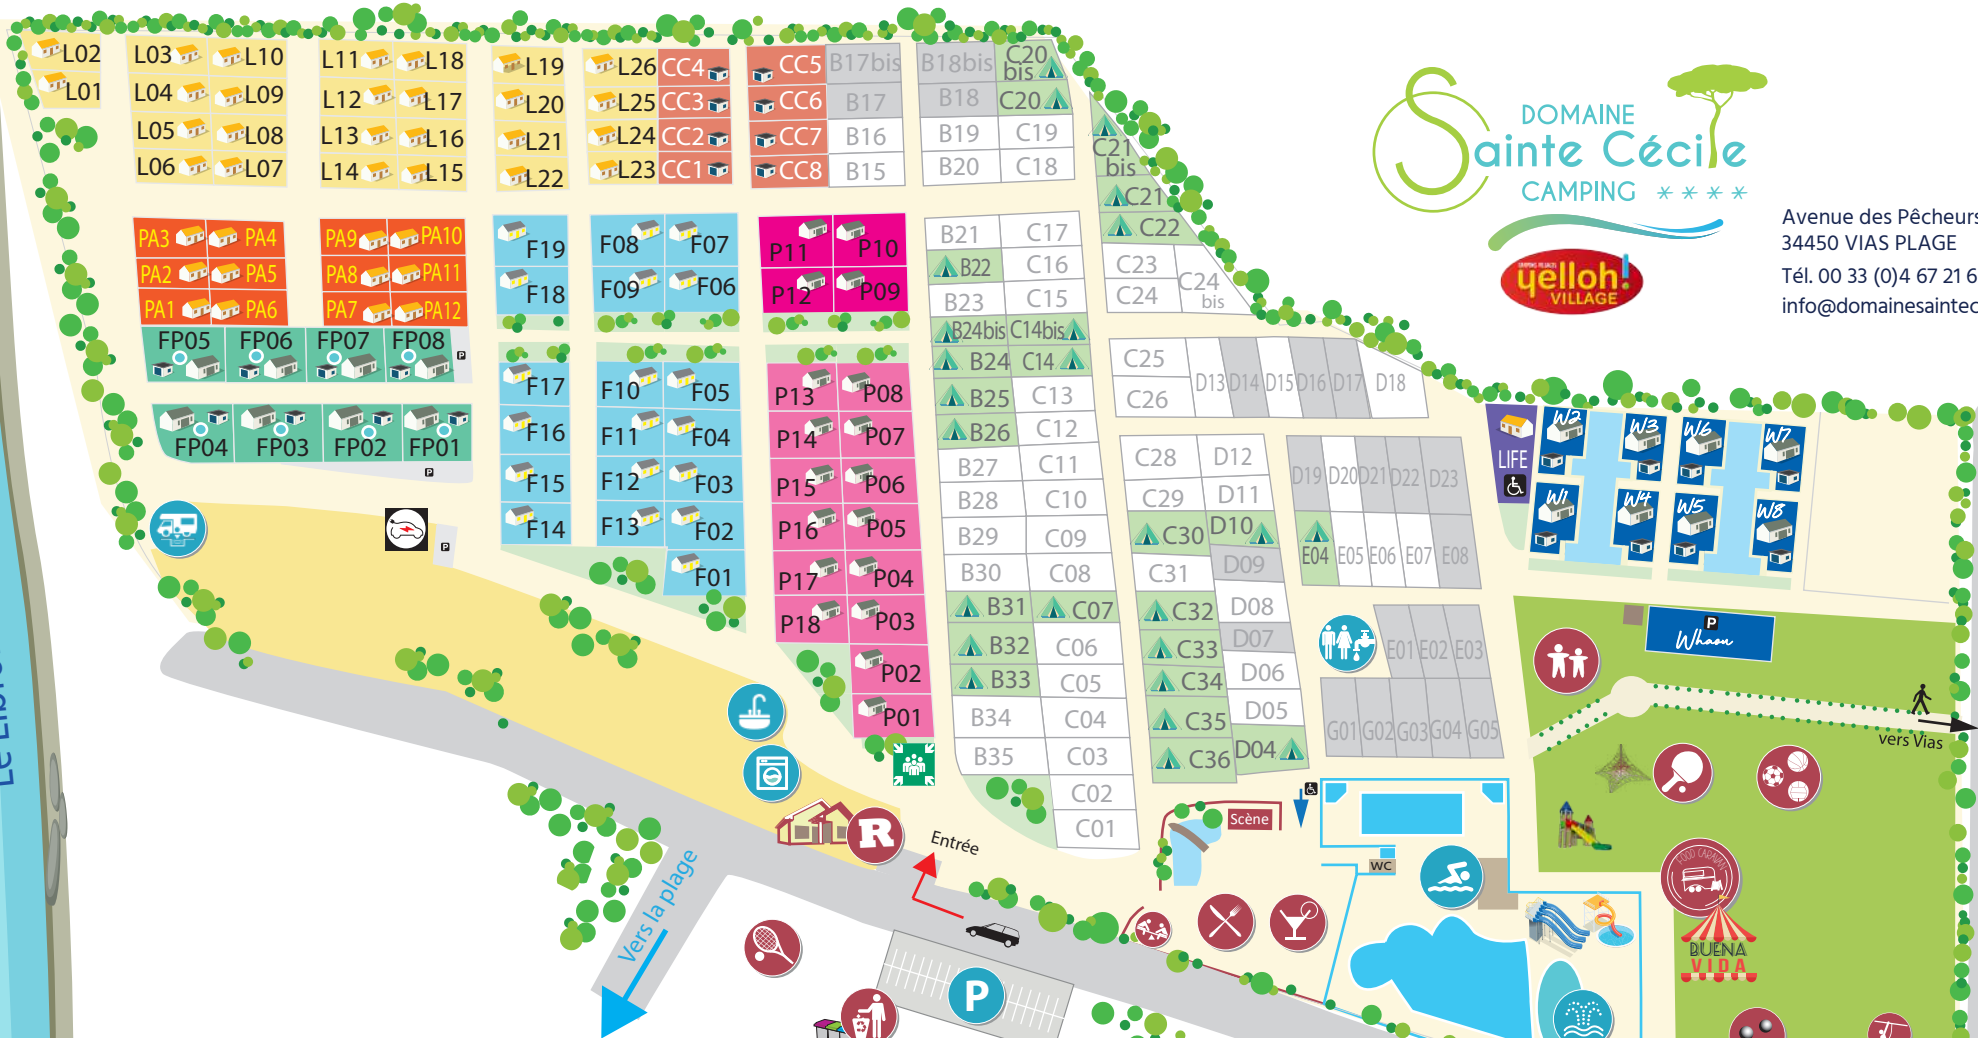 L02
L01
L03
L10
L04
L09
L05
L08
L06
L07
L11
L18
L12
L17
L13
L16
L14
L15
L19
L20
L21
L22
L26
CC4
L25
CC3
L24
CC2
L23
CC1
CC5
B17bis
CC6
B17
CC7
B16
CC8
B15
B18bis
C20
bis
B18
C20
B19
C19
B20
C18
C21
bis
C21
C22
C23
C24
C24
bis
PA3
PA4
PA2
PA5
PA1
PA6
PA9
PA10
PA8
PA11
PA7
PA12
FP05
FP06
FP07
FP08
P
FP04
FP03
FP02
FP01
P
P
F19
F18
F08
F07
F09
F06
F17
F16
F15
F14
F10
F05
F11
F04
F12
F03
F13
F02
F01
P11
P10
P12
P09
P13
P08
P14
P07
P15
P06
P16
P05
P17
P04
P18
P03
P02
P01
B21
C17
B22
C16
B23
C15
B24bis
C14bis
B24
C14
B25
C13
B26
C12
B27
C11
B28
C10
B29
C09
B30
C08
B31
C07
B32
C06
B33
C05
B34
C04
B35
C03
C02
C01
C25
C26
D13
D14
D15
D16
D17
D18
C28
D12
C29
D11
C30
D10
C31
D09
C32
D08
C33
D07
C34
D06
C35
D05
C36
D04
D19
D20
D21
D22
D23
E04
E05
E06
E07
E08
E01
E02
E03
G01
G02
G03
G04
G05
LIFE
W2
W3
W6
W7
W1
W4
W5
W8
P
Whaou
DOMAINE
Sainte Cécile
CAMPING ****
yelloh!
VILLAGE
Avenue des Pêcheurs
34450 VIAS PLAGE
Tél. 00 33 (0)4 67 21 6
info@domainesaintec
vers Vias
Scène
WC
FOOD CARAVAN
BUENA
VIDA
R
Entrée
Vers la plage
P